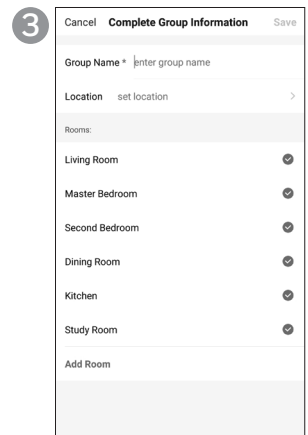 3
Cancel Complete Group Information Save
Group Name * enter group name
Location set location >
Rooms:
Living Room
Master Bedroom
Second Bedroom
Dining Room
Kitchen
Study Room
Add Room